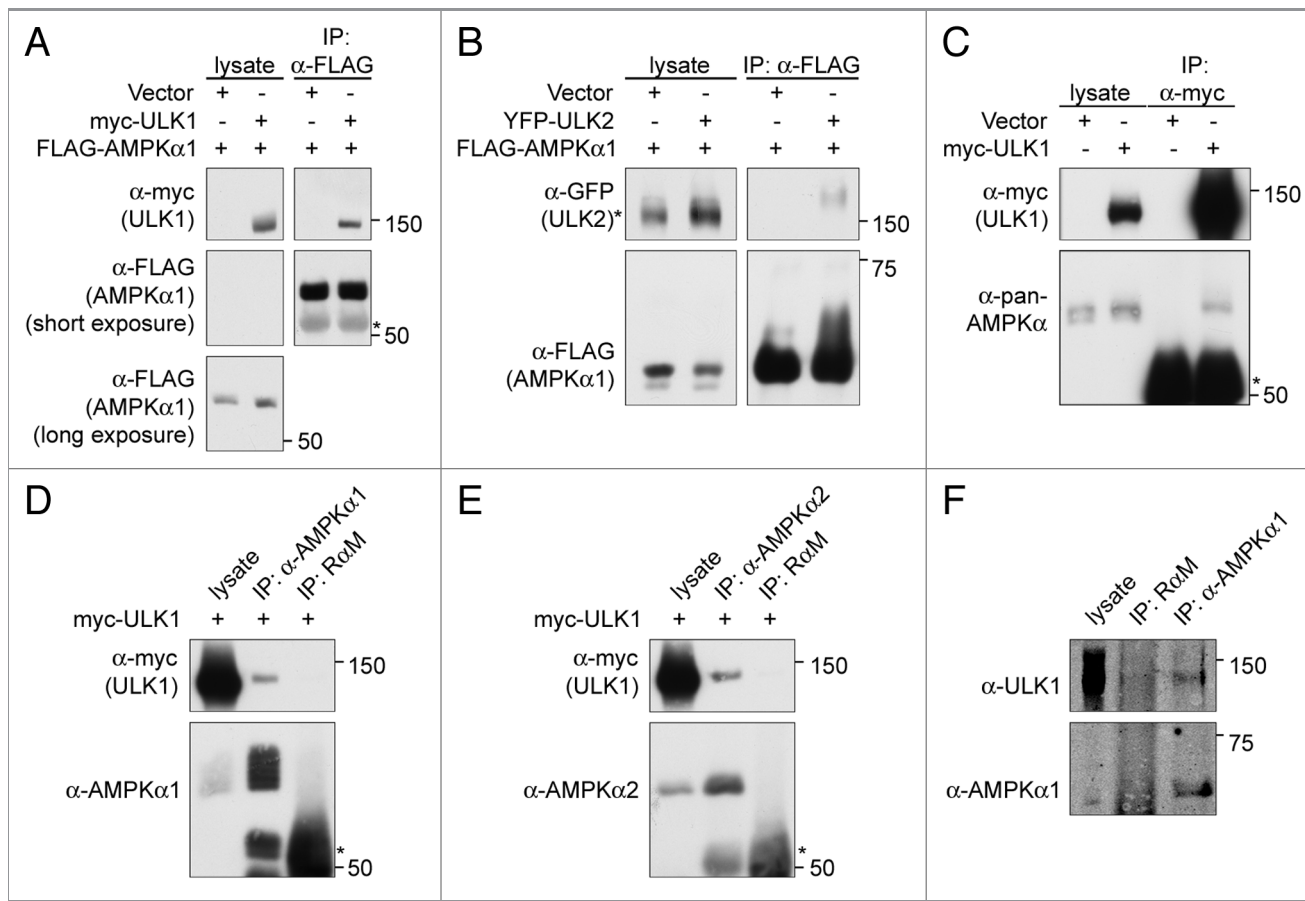 A
IP:
lysate α-FLAG
Vector + - + -
myc-ULK1 - + - +
FLAG-AMPKα1 + + + +
α-myc
(ULK1)
150
α-FLAG
(AMPKα1)
(short exposure)
*
50
α-FLAG
(AMPKα1)
(long exposure)
50
B
lysate IP: α-FLAG
Vector + - + -
YFP-ULK2 - + - +
FLAG-AMPKα1 + + + +
α-GFP
(ULK2)*
150
75
α-FLAG
(AMPKα1)
C
IP:
lysate α-myc
Vector + - + -
myc-ULK1 - + - +
α-myc
(ULK1)
150
α-pan-
AMPKα
*
50
D
lysate
IP: α-AMPKα1
IP: RαM
myc-ULK1 + + +
α-myc
(ULK1)
150
α-AMPKα1
*
50
E
lysate
IP: α-AMPKα2
IP: RαM
myc-ULK1 + + +
α-myc
(ULK1)
150
α-AMPKα2
*
50
F
lysate
IP: RαM
IP: α-AMPKα1
α-ULK1
150
75
α-AMPKα1